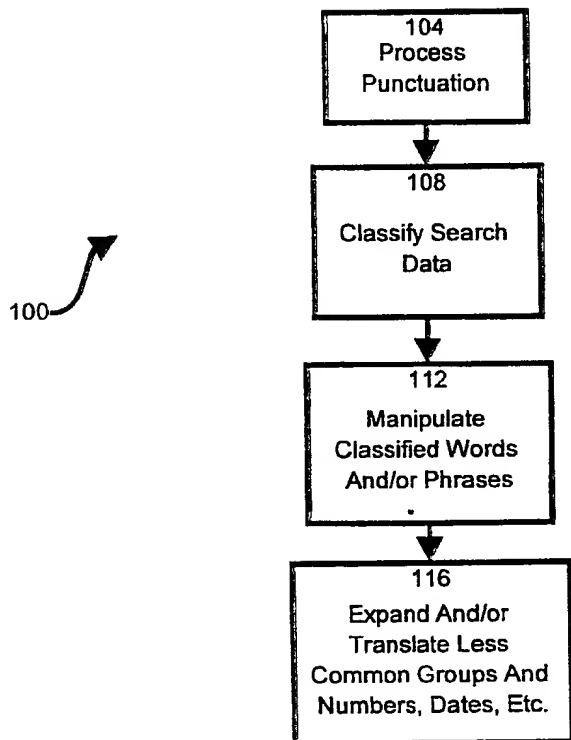 104
Process
Punctuation
108
Classify Search
Data
100
112
Manipulate
Classified Words
And/or Phrases
116
Expand And/or
Translate Less
Common Groups And
Numbers, Dates, Etc.